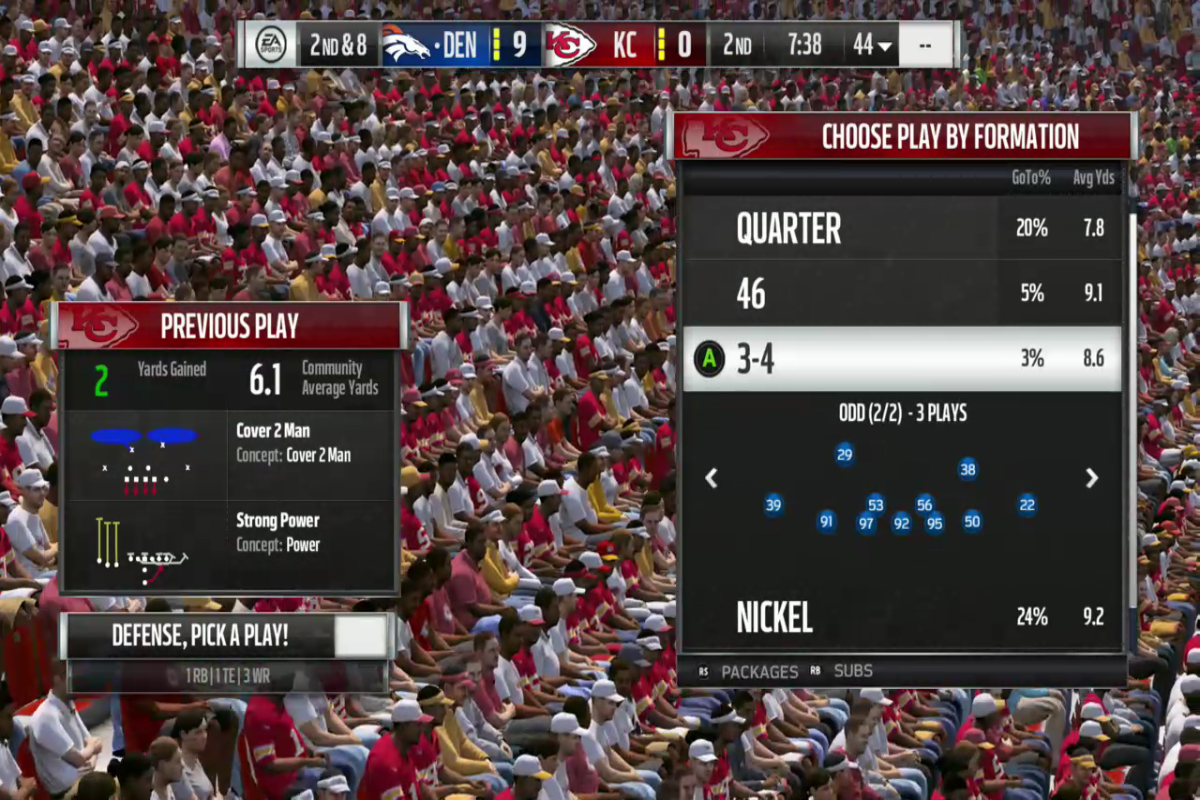 EA SPORTS 2ND & 8 DEN 9 KC 0 2ND 7:38 44 --
KC CHOOSE PLAY BY FORMATION
GoTo% Avg Yds
QUARTER 20% 7.8
46 5% 9.1
A 3-4 3% 8.6
ODD (2/2) - 3 PLAYS
29
38
39 53 56 22
91 97 92 95 50
NICKEL 24% 9.2
RS PACKAGES RB SUBS
KC PREVIOUS PLAY
2 Yards Gained 6.1 Community Average Yards
Cover 2 Man
Concept: Cover 2 Man
Strong Power
Concept: Power
DEFENSE, PICK A PLAY!
1 RB | 1 TE | 3 WR